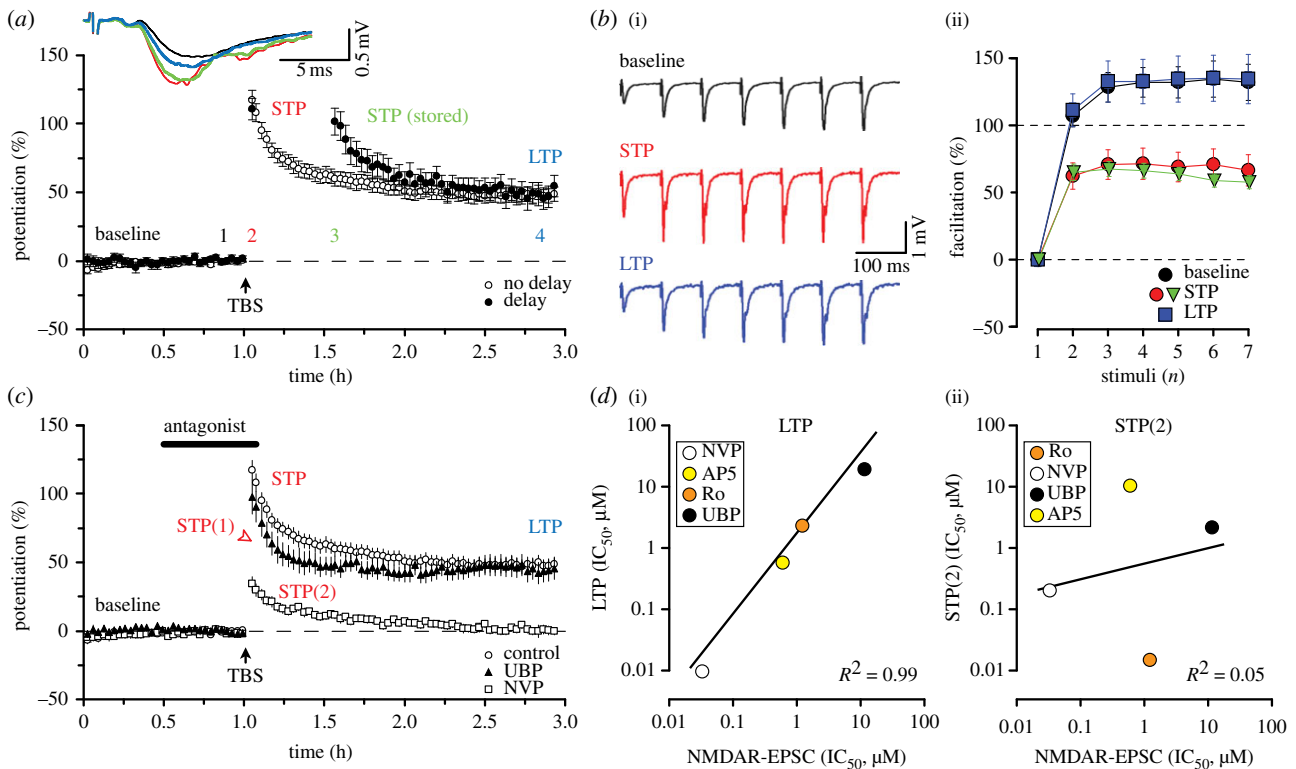 (a)
150
100
50
0
–50
potentiation (%)
5 ms
0.5 mV
STP
STP (stored)
LTP
baseline
1
2
3
4
TBS
no delay
delay
0
0.5
1.0
1.5
2.0
2.5
3.0
time (h)
(b) (i)
baseline
STP
LTP
100 ms
1 mV
(ii)
150
100
50
0
–50
facilitation (%)
baseline
STP
LTP
1 2 3 4 5 6 7
stimuli (n)
(c)
150
100
50
0
–50
potentiation (%)
antagonist
STP
STP(1)
STP(2)
LTP
baseline
TBS
control
UBP
NVP
0
0.5
1.0
1.5
2.0
2.5
3.0
time (h)
(d) (i)
LTP
100
10
1
0.1
0.01
LTP (IC50, µM)
NVP
AP5
Ro
UBP
R2 = 0.99
0.01 0.1 1 10 100
NMDAR-EPSC (IC50, µM)
(ii)
STP(2)
100
10
1
0.1
0.01
STP(2) (IC50, µM)
Ro
NVP
UBP
AP5
R2 = 0.05
0.01 0.1 1 10 100
NMDAR-EPSC (IC50, µM)